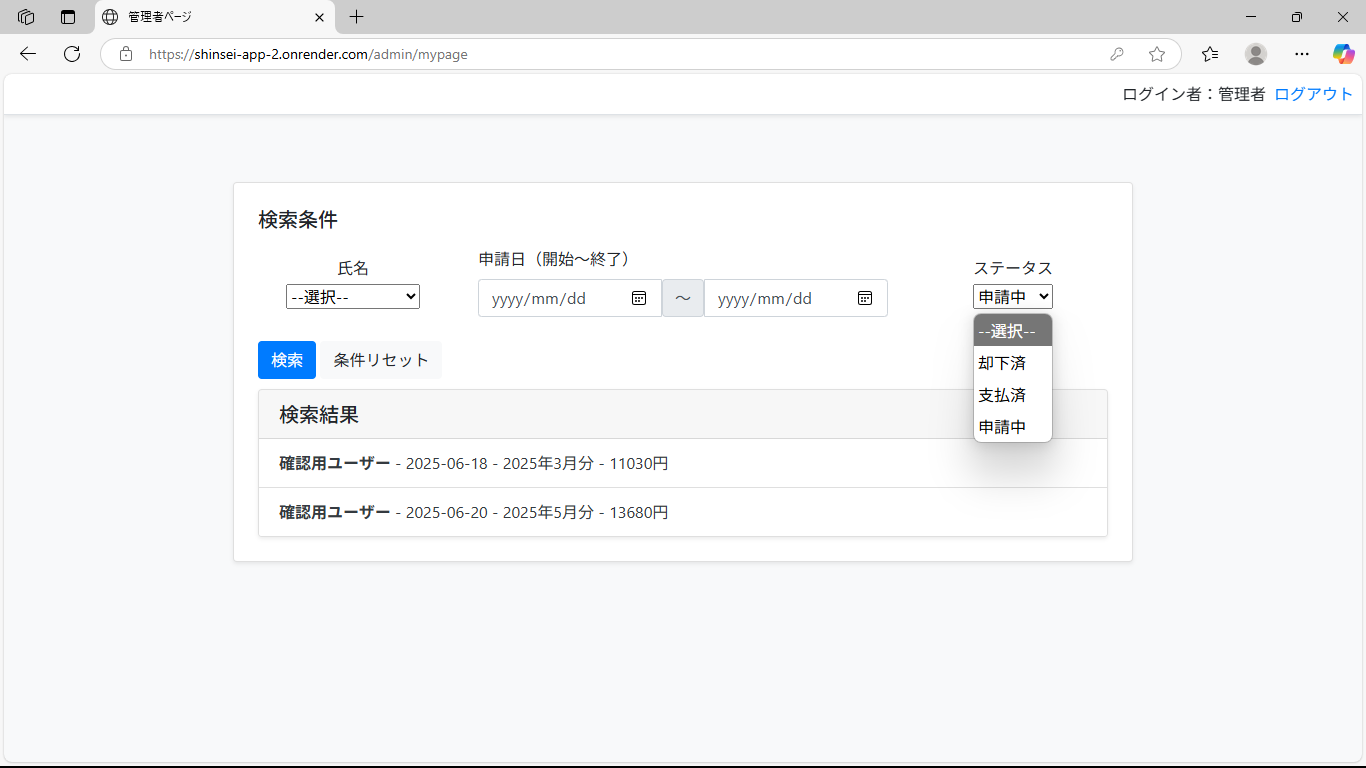 管理者ページ
https://shinsei-app-2.onrender.com/admin/mypage
ログイン者：管理者 ログアウト
検索条件
氏名
--選択--
申請日（開始～終了）
yyyy/mm/dd ～ yyyy/mm/dd
ステータス
申請中
--選択--
却下済
支払済
申請中
検索 条件リセット
検索結果
確認用ユーザー - 2025-06-18 - 2025年3月分 - 11030円
確認用ユーザー - 2025-06-20 - 2025年5月分 - 13680円